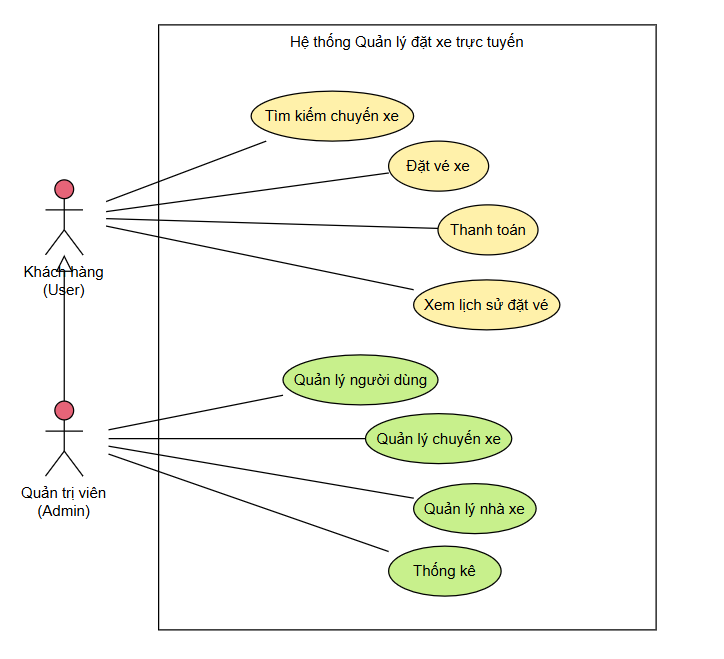 Hệ thống Quản lý đặt xe trực tuyến
Tìm kiếm chuyến xe
Đặt vé xe
Thanh toán
Khách hàng
(User)
Xem lịch sử đặt vé
Quản lý người dùng
Quản lý chuyến xe
Quản trị viên
(Admin)
Quản lý nhà xe
Thống kê